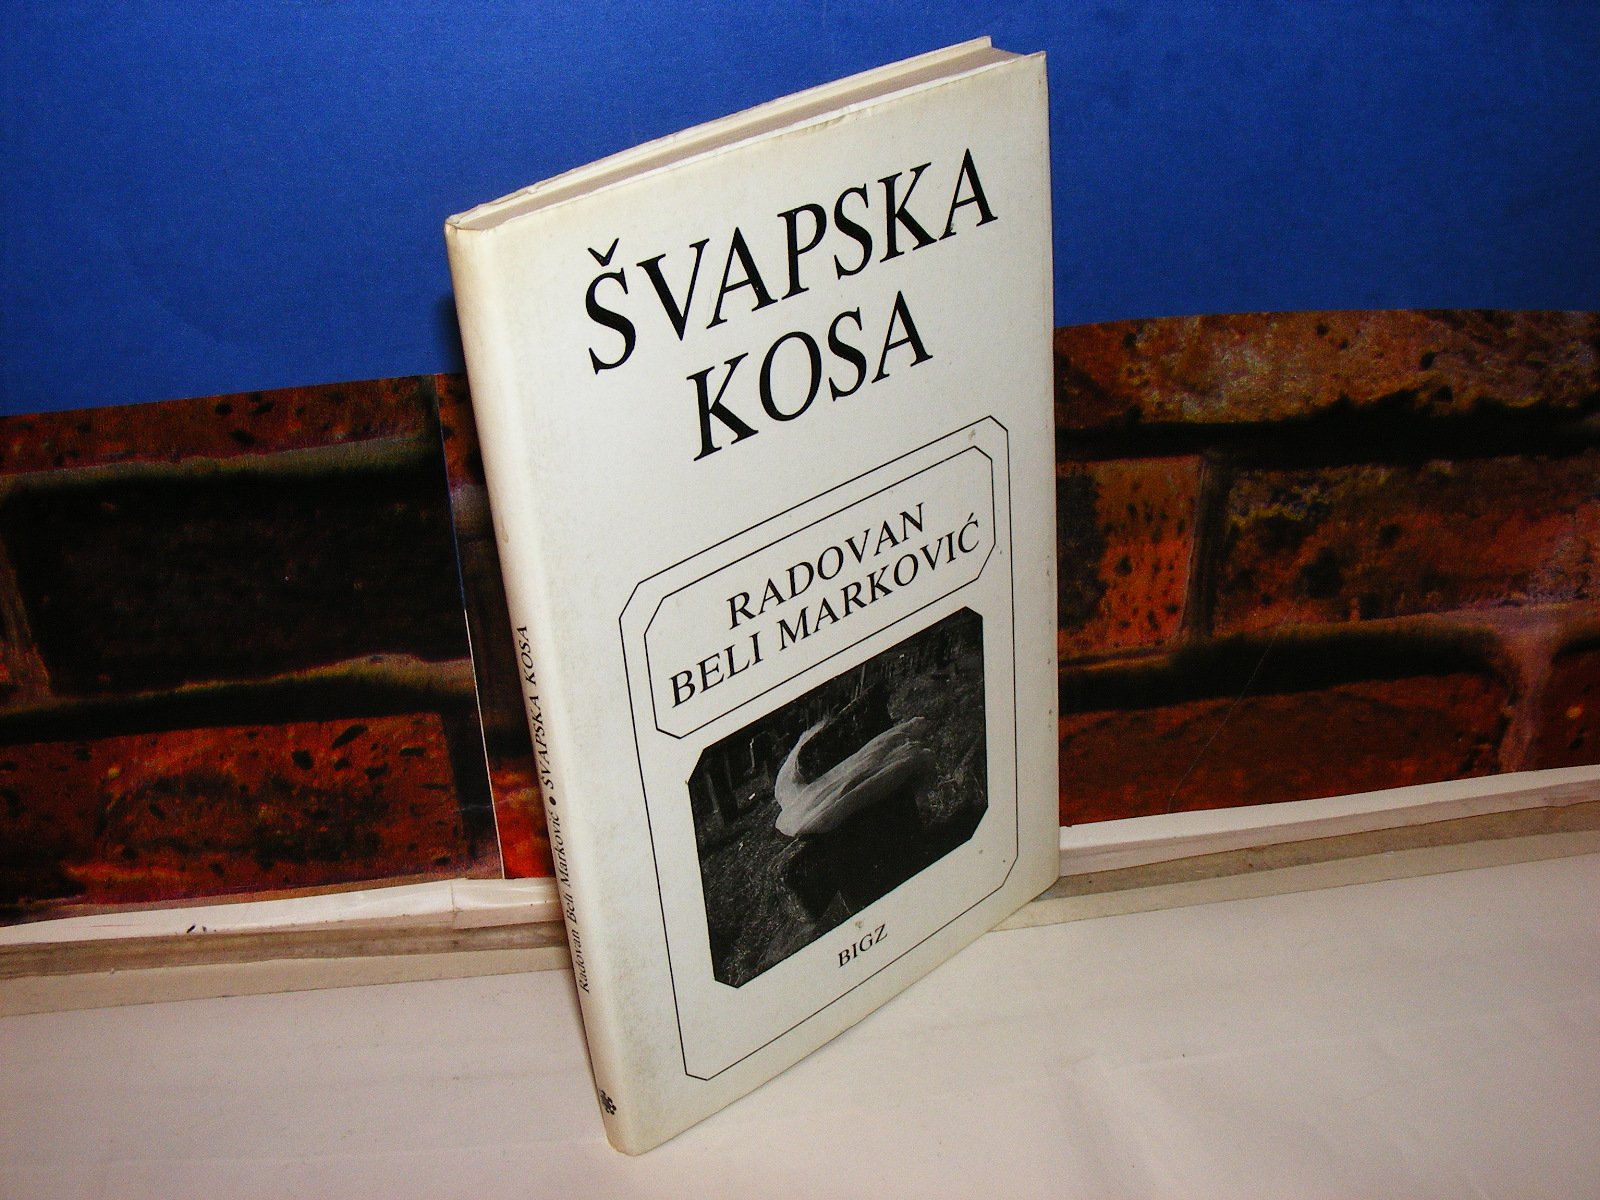 ŠVAPSKA
KOSA
RADOVAN
BELI MARKOVIĆ
BIGZ
Radovan Beli Marković • ŠVAPSKA KOSA